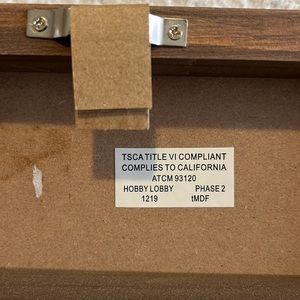 TSCA TITLE VI COMPLIANT
COMPLIES TO CALIFORNIA
ATCM 93120
HOBBY LOBBY PHASE 2
1219 tMDF